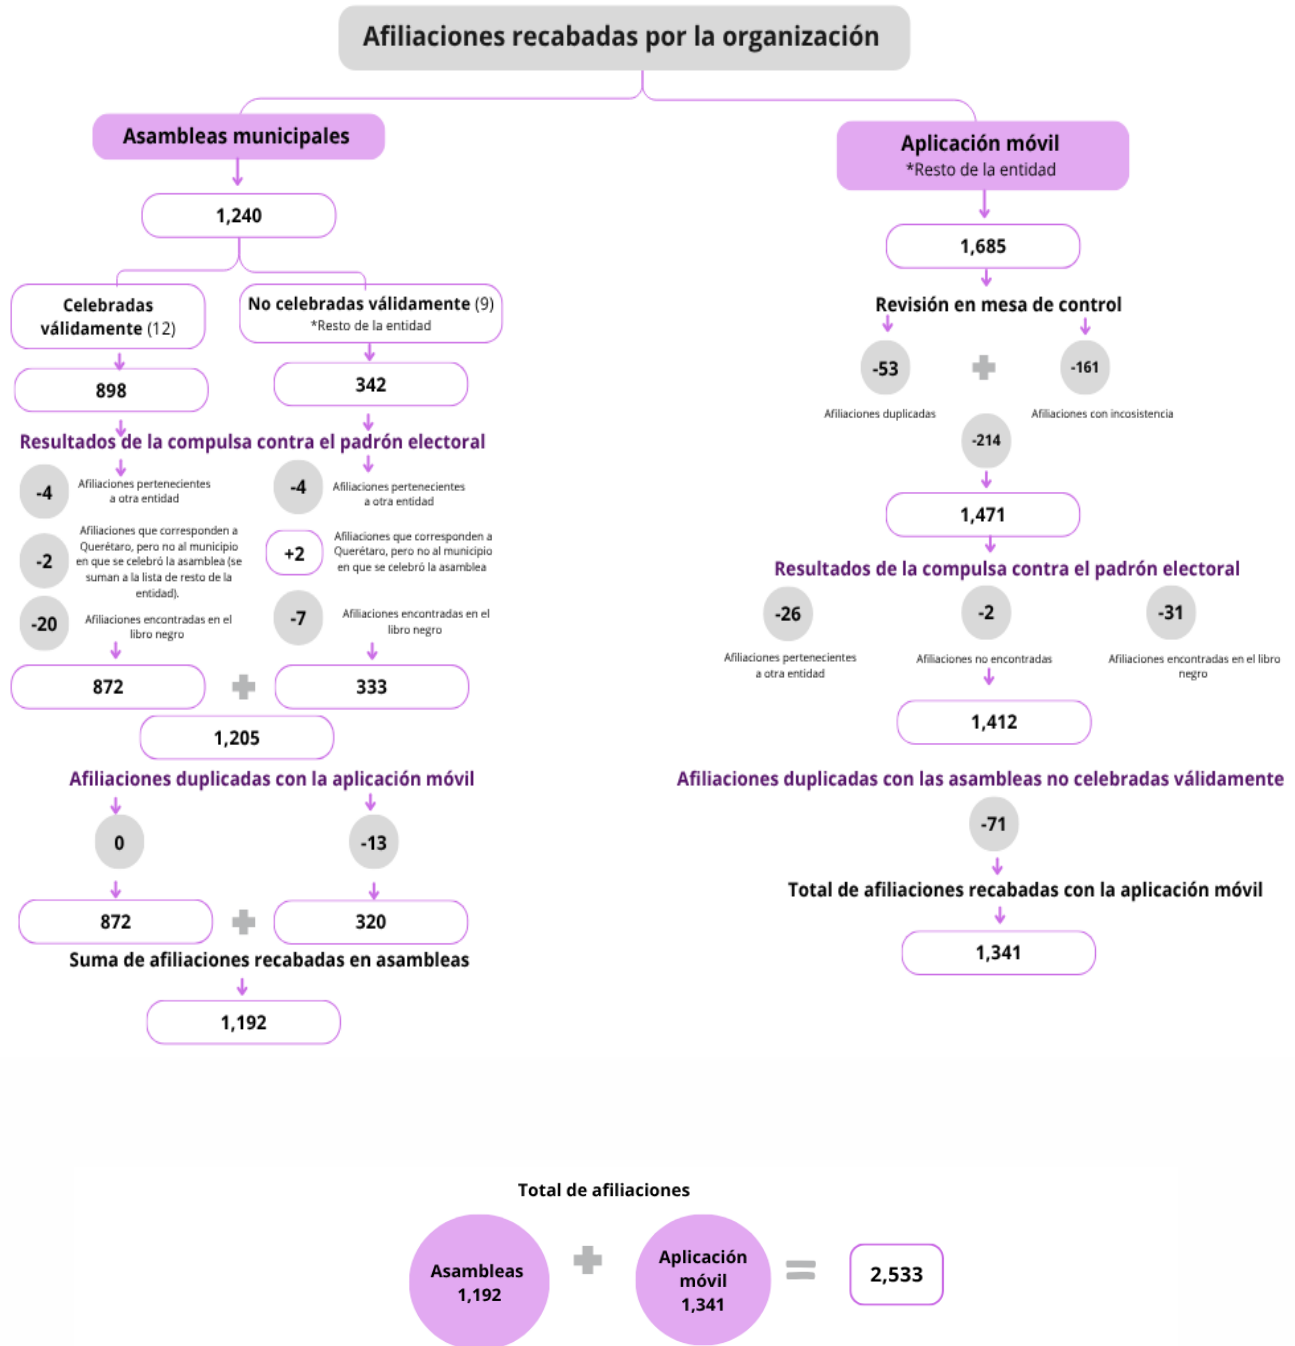 Afiliaciones recabadas por la organización
Asambleas municipales
1,240
Celebradas
válidamente (12)
898
No celebradas válidamente (9)
*Resto de la entidad
342
Resultados de la compulsa contra el padrón electoral
-4
Afiliaciones pertenecientes
a otra entidad
-2
Afiliaciones que corresponden a
Querétaro, pero no al municipio
en que se celebró la asamblea (se
suman a la lista de resto de la
entidad).
-20
Afiliaciones encontradas en el
libro negro
872
-4
Afiliaciones pertenecientes
a otra entidad
+2
Afiliaciones que corresponden a
Querétaro, pero no al municipio
en que se celebró la asamblea
-7
Afiliaciones encontradas en el
libro negro
333
1,205
Afiliaciones duplicadas con la aplicación móvil
0
-13
872
320
Suma de afiliaciones recabadas en asambleas
1,192
Aplicación móvil
*Resto de la entidad
1,685
Revisión en mesa de control
-53
Afiliaciones duplicadas
-161
Afiliaciones con incosistencia
-214
1,471
Resultados de la compulsa contra el padrón electoral
-26
Afiliaciones pertenecientes
a otra entidad
-2
Afiliaciones no encontradas
-31
Afiliaciones encontradas en el libro
negro
1,412
Afiliaciones duplicadas con las asambleas no celebradas válidamente
-71
Total de afiliaciones recabadas con la aplicación móvil
1,341
Total de afiliaciones
Asambleas
1,192
Aplicación
móvil
1,341
2,533